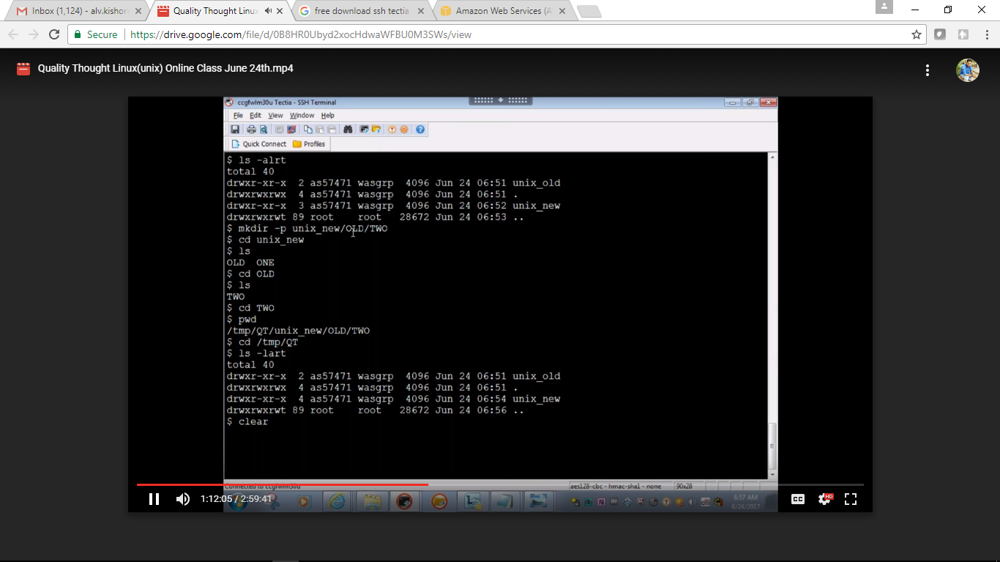 Inbox (1,124) - alv.kishor
Quality Thought Linux
free download ssh tectia
Amazon Web Services (A
Secure
https://drive.google.com/file/d/0B8HR0Ubyd2xocHdwaWFBU0M3SWs/view
Quality Thought Linux(unix) Online Class June 24th.mp4
ccgfwlm30u Tectia - SSH Terminal
File Edit View Window Help
Quick Connect Profiles
$ ls -alrt
total 40
drwxr-xr-x 2 as57471 wasgrp 4096 Jun 24 06:51 unix_old
drwxrwxrwx 4 as57471 wasgrp 4096 Jun 24 06:51 .
drwxr-xr-x 3 as57471 wasgrp 4096 Jun 24 06:52 unix_new
drwxrwxrwt 89 root root 28672 Jun 24 06:53 ..
$ mkdir -p unix_new/OLD/TWO
$ cd unix_new
$ ls
OLD ONE
$ cd OLD
$ ls
TWO
$ cd TWO
$ pwd
/tmp/QT/unix_new/OLD/TWO
$ cd /tmp/QT
$ ls -lart
total 40
drwxr-xr-x 2 as57471 wasgrp 4096 Jun 24 06:51 unix_old
drwxrwxrwx 4 as57471 wasgrp 4096 Jun 24 06:51 .
drwxr-xr-x 4 as57471 wasgrp 4096 Jun 24 06:54 unix_new
drwxrwxrwt 89 root root 28672 Jun 24 06:56 ..
$ clear
Connected to ccgfwlm30u
aes128-cbc - hmac-sha1 - none
90x28
1:12:05 / 2:59:41
CC
HD
6:57 AM
6/24/2017